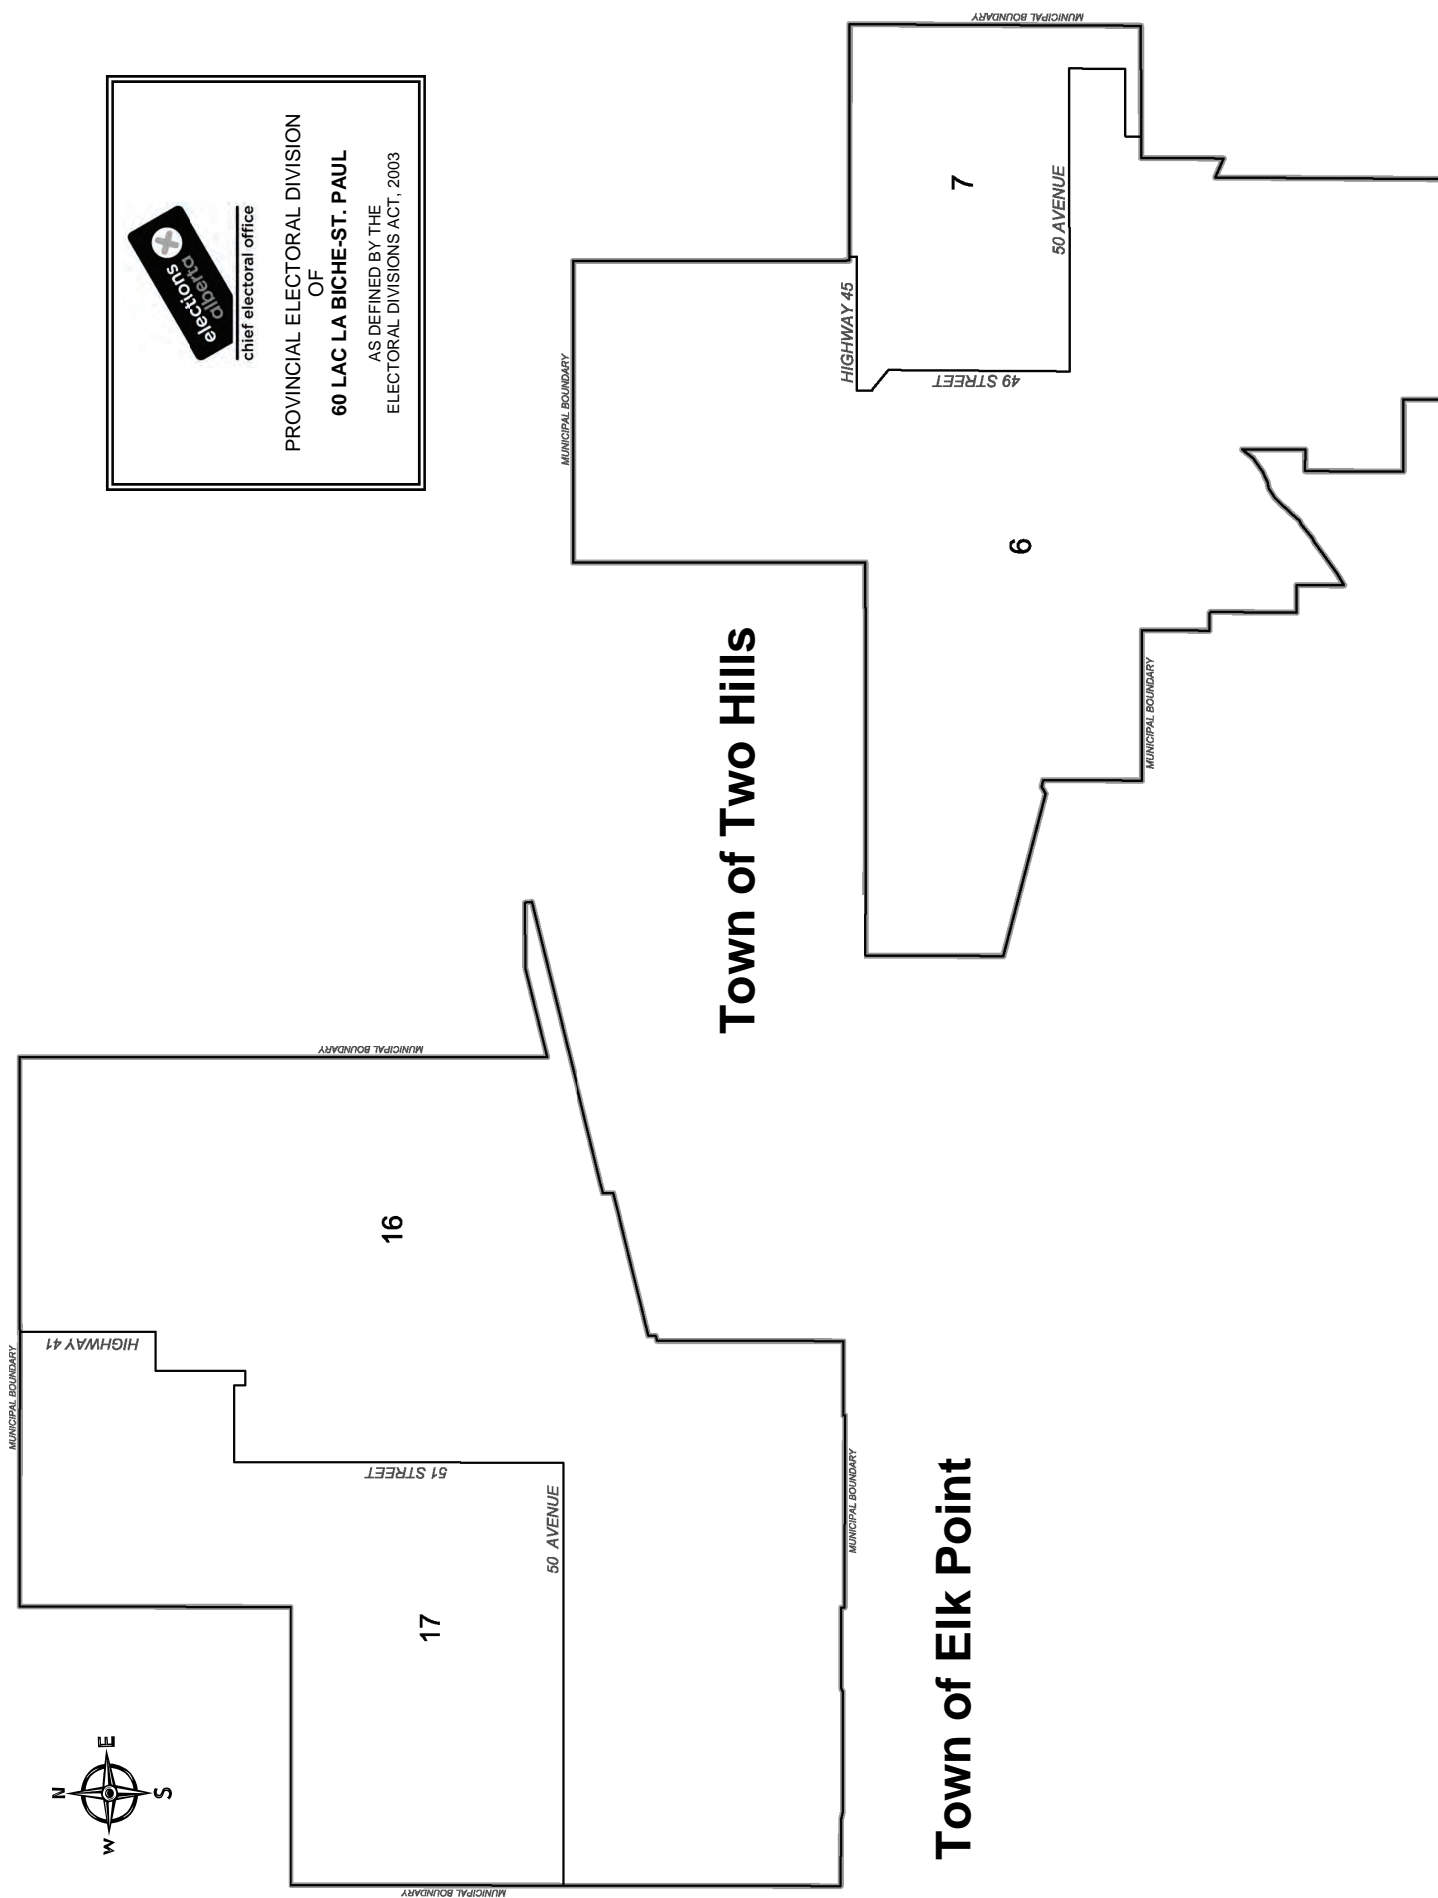 N
W
E
S
MUNICIPAL BOUNDARY
HIGHWAY 41
MUNICIPAL BOUNDARY
16
51 STREET
17
50 AVENUE
MUNICIPAL BOUNDARY
MUNICIPAL BOUNDARY
Town of Elk Point
elections
alberta
chief electoral office
PROVINCIAL ELECTORAL DIVISION
OF
60 LAC LA BICHE-ST. PAUL
AS DEFINED BY THE
ELECTORAL DIVISIONS ACT, 2003
MUNICIPAL BOUNDARY
Town of Two Hills
HIGHWAY 45
49 STREET
7
50 AVENUE
MUNICIPAL BOUNDARY
6
MUNICIPAL BOUNDARY